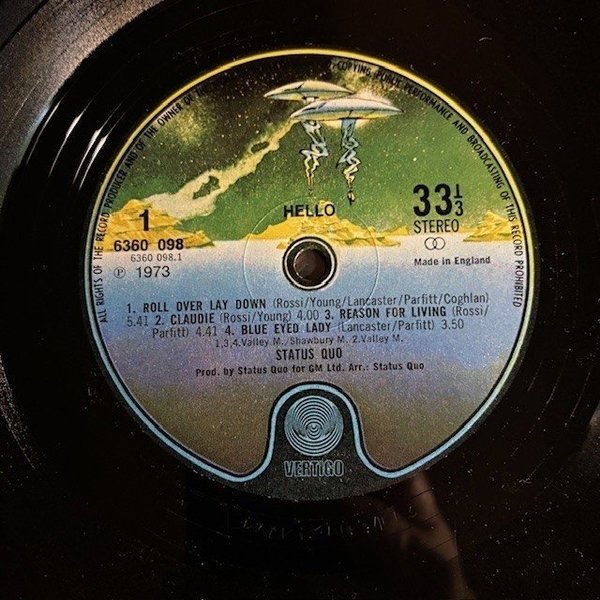 ALL RIGHTS OF THE RECORD PRODUCER AND OF THE OWNER OF THE
COPYING, PUBLIC PERFORMANCE AND BROADCASTING OF THIS RECORD PROHIBITED
1
6360 098
6360 098.1
Ⓟ 1973
HELLO
33⅓
STEREO
Made in England
1. ROLL OVER LAY DOWN (Rossi/Young/Lancaster/Parfitt/Coghlan)
5.41 2. CLAUDIE (Rossi/Young) 4.00 3. REASON FOR LIVING (Rossi/
Parfitt) 4.41 4. BLUE EYED LADY (Lancaster/Parfitt) 3.50
1,3,4.Valley M./Shawbury M. 2.Valley M.
STATUS QUO
Prod. by Status Quo for GM Ltd. Arr.: Status Quo
VERTIGO